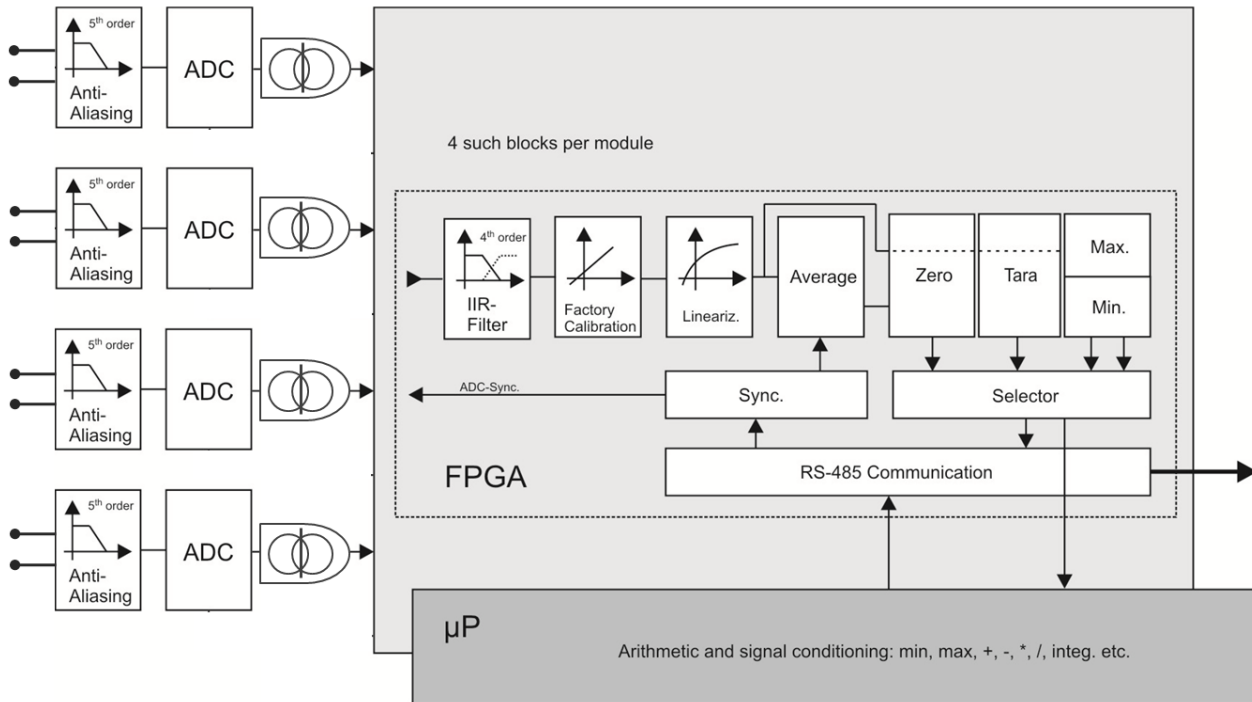 5th order
Anti-
Aliasing
ADC
5th order
Anti-
Aliasing
ADC
5th order
Anti-
Aliasing
ADC
5th order
Anti-
Aliasing
ADC
4 such blocks per module
4th order
IIR-
Filter
Factory
Calibration
Lineariz.
Average
Zero
Tara
Max.
Min.
ADC-Sync.
Sync.
Selector
FPGA
RS-485 Communication
µP
Arithmetic and signal conditioning: min, max, +, -, *, /, integ. etc.